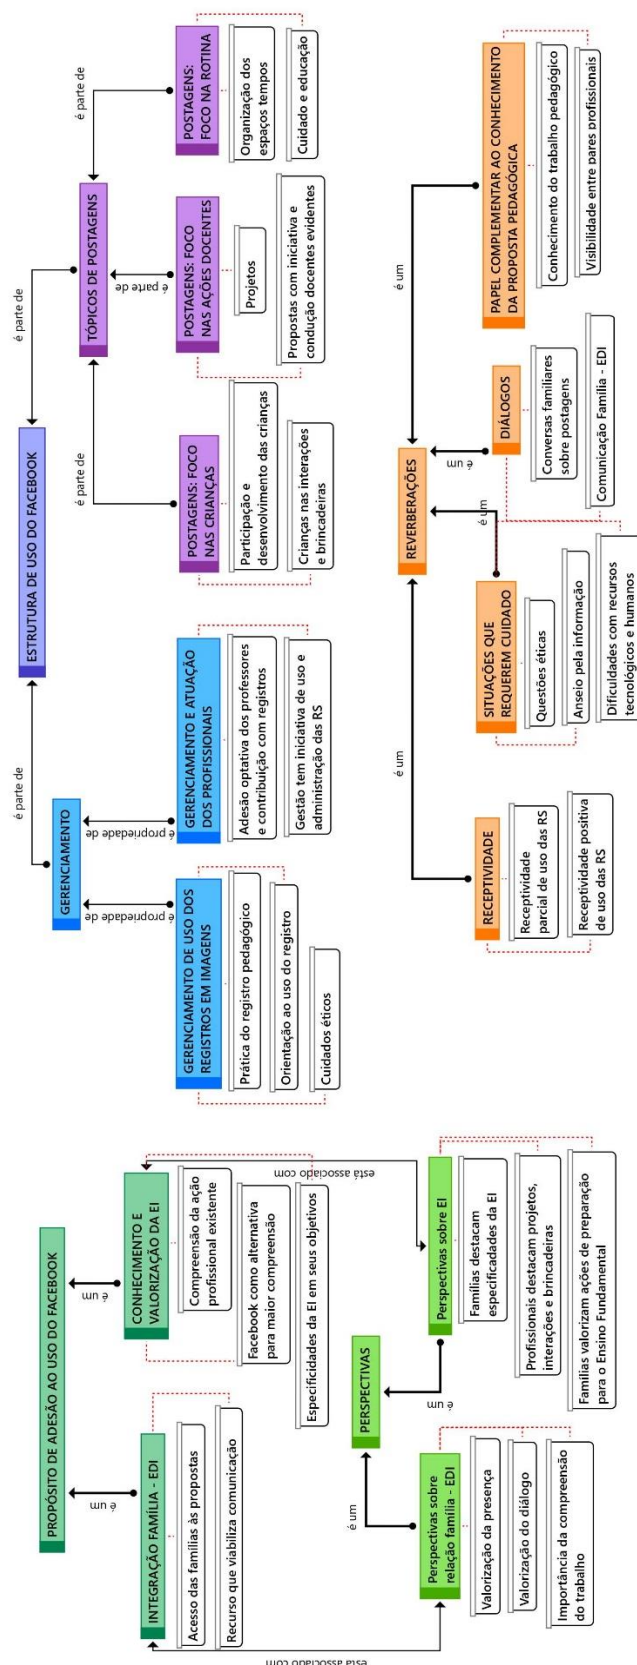 PROPÓSITO DE ADESÃO AO USO DO FACEBOOK
é um
é um
INTEGRAÇÃO FAMÍLIA - EDI
Acesso das famílias às propostas
Recurso que viabiliza comunicação
CONHECIMENTO E
VALORIZAÇÃO DA EI
Compreensão da ação
profissional existente
Facebook como alternativa
para maior compreensão
Especificidades da EI em seus objetivos
está associado com
está associado com
PERSPECTIVAS
é um
é um
Perspectivas sobre
relação família - EDI
Valorização da presença
Valorização do diálogo
Importância da compreensão
do trabalho
Perspectivas sobre EI
Famílias destacam
especificadades da EI
Profissionais destacam projetos,
interações e brincadeiras
Famílias valorizam ações de preparação
para o Ensino Fundamental
ESTRUTURA DE USO DO FACEBOOK
é parte de
é parte de
GERENCIAMENTO
é propriedade de
é propriedade de
GERENCIAMENTO DE USO DOS
REGISTROS EM IMAGENS
Prática do registro pedagógico
Orientação ao uso do registro
Cuidados éticos
GERENCIAMENTO E ATUAÇÃO
DOS PROFISSIONAIS
Adesão optativa dos professores
e contribuição com registros
Gestão tem iniciativa de uso e
administração das RS
TÓPICOS DE POSTAGENS
é parte de
é parte de
é parte de
POSTAGENS: FOCO
NAS CRIANÇAS
Participação e
desenvolvimento das crianças
Crianças nas interações
e brincadeiras
POSTAGENS: FOCO
NAS AÇÕES DOCENTES
Projetos
Propostas com iniciativa e
condução docentes evidentes
POSTAGENS:
FOCO NA ROTINA
Organização dos
espaços tempos
Cuidado e educação
REVERBERAÇÕES
é um
é um
é um
é um
RECEPTIVIDADE
Receptividade
parcial de uso das RS
Receptividade positiva
de uso das RS
SITUAÇÕES QUE
REQUEREM CUIDADO
Questões éticas
Anseio pela informação
Dificuldades com recursos
tecnológicos e humanos
DIÁLOGOS
Conversas familiares
sobre postagens
Comunicação Família - EDI
PAPEL COMPLEMENTAR AO CONHECIMENTO
DA PROPOSTA PEDAGÓGICA
Conhecimento do trabalho pedagógico
Visibilidade entre pares profissionais